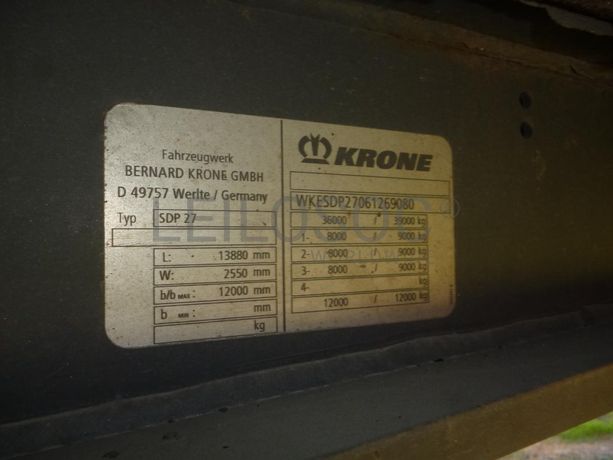 Fahrzeugwerk
BERNARD KRONE GMBH
D 49757 Werlte / Germany
Typ SDP 27
L: 13880 mm
W: 2550 mm
b/b MAX: 12000 mm
b MIN: mm
kg
KRONE
WKESDP27061269080
36000 / 39000 kg
1- 8000 9000 kg
2- 8000 / 9000 kg
3- 8000 / 9000 kg
4- kg
12000 / 12000 kg
LEILOSOC®